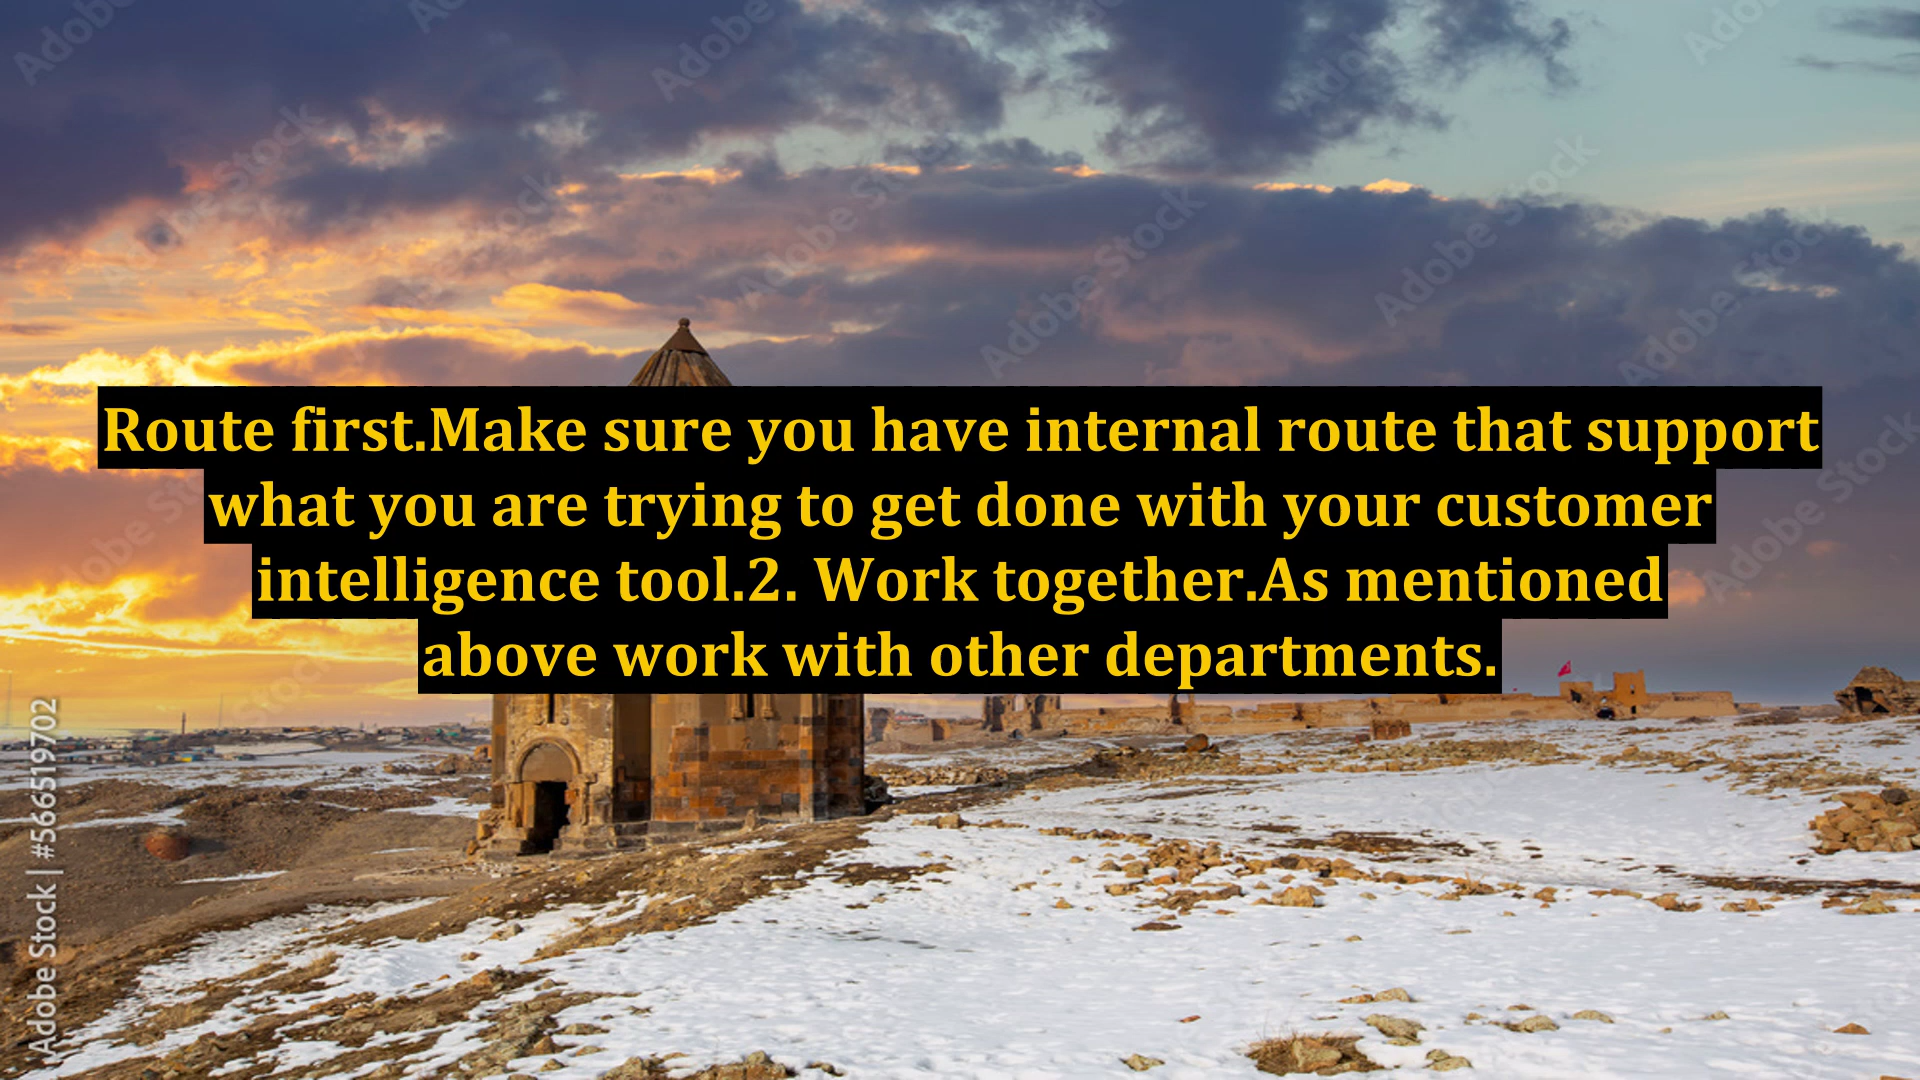 Route first.Make sure you have internal route that support
what you are trying to get done with your customer
intelligence tool.2. Work together.As mentioned
above work with other departments.
Adobe Stock | #566519702